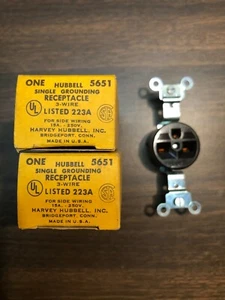 ONE HUBBELL 5651
SINGLE GROUNDING
RECEPTACLE
3-WIRE
UL LISTED 223A
FOR SIDE WIRING
15A. -250V.
HARVEY HUBBELL, INC.
BRIDGEPORT, CONN.
MADE IN U.S.A.
ONE HUBBELL 5651
SINGLE GROUNDING
RECEPTACLE
3-WIRE
UL LISTED 223A
FOR SIDE WIRING
15A. -250V.
HARVEY HUBBELL, INC.
BRIDGEPORT, CONN.
MADE IN U.S.A.